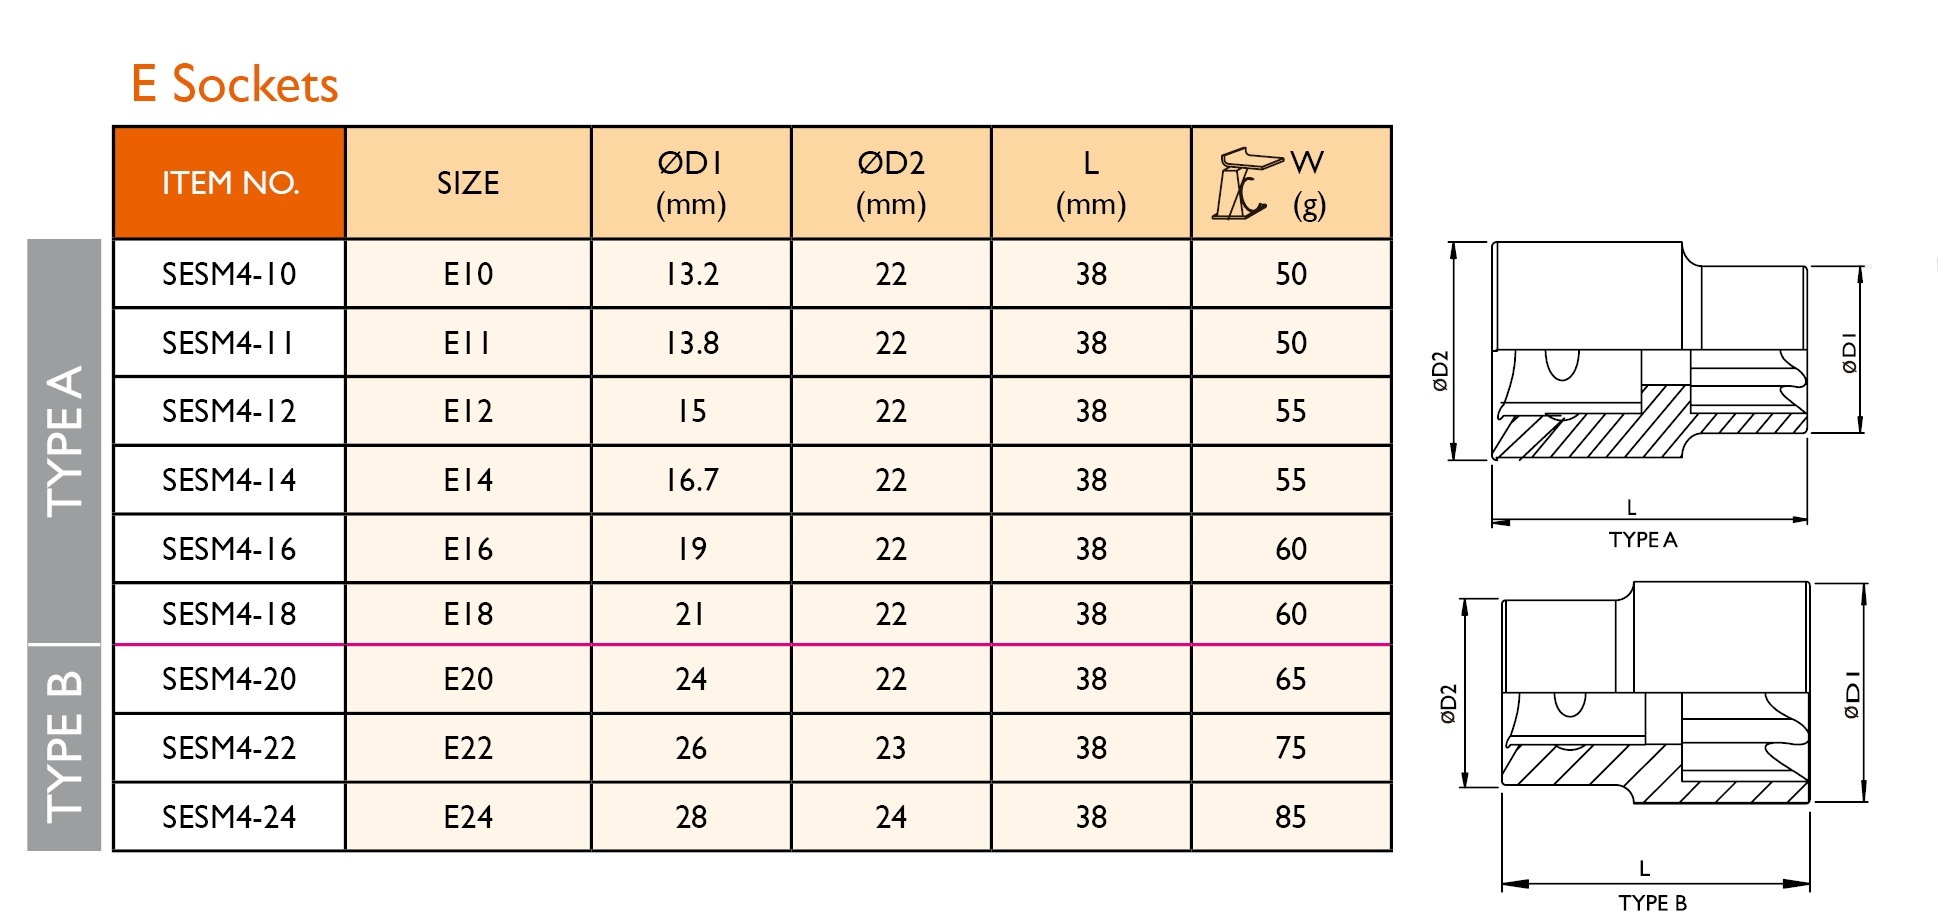 E Sockets
ITEM NO. SIZE ØD1 (mm) ØD2 (mm) L (mm) W (g)
TYPE A
SESM4-10 E10 13.2 22 38 50
SESM4-11 E11 13.8 22 38 50
SESM4-12 E12 15 22 38 55
SESM4-14 E14 16.7 22 38 55
SESM4-16 E16 19 22 38 60
SESM4-18 E18 21 22 38 60
TYPE B
SESM4-20 E20 24 22 38 65
SESM4-22 E22 26 23 38 75
SESM4-24 E24 28 24 38 85
ØD2
ØD1
L
TYPE A
ØD2
ØD1
L
TYPE B